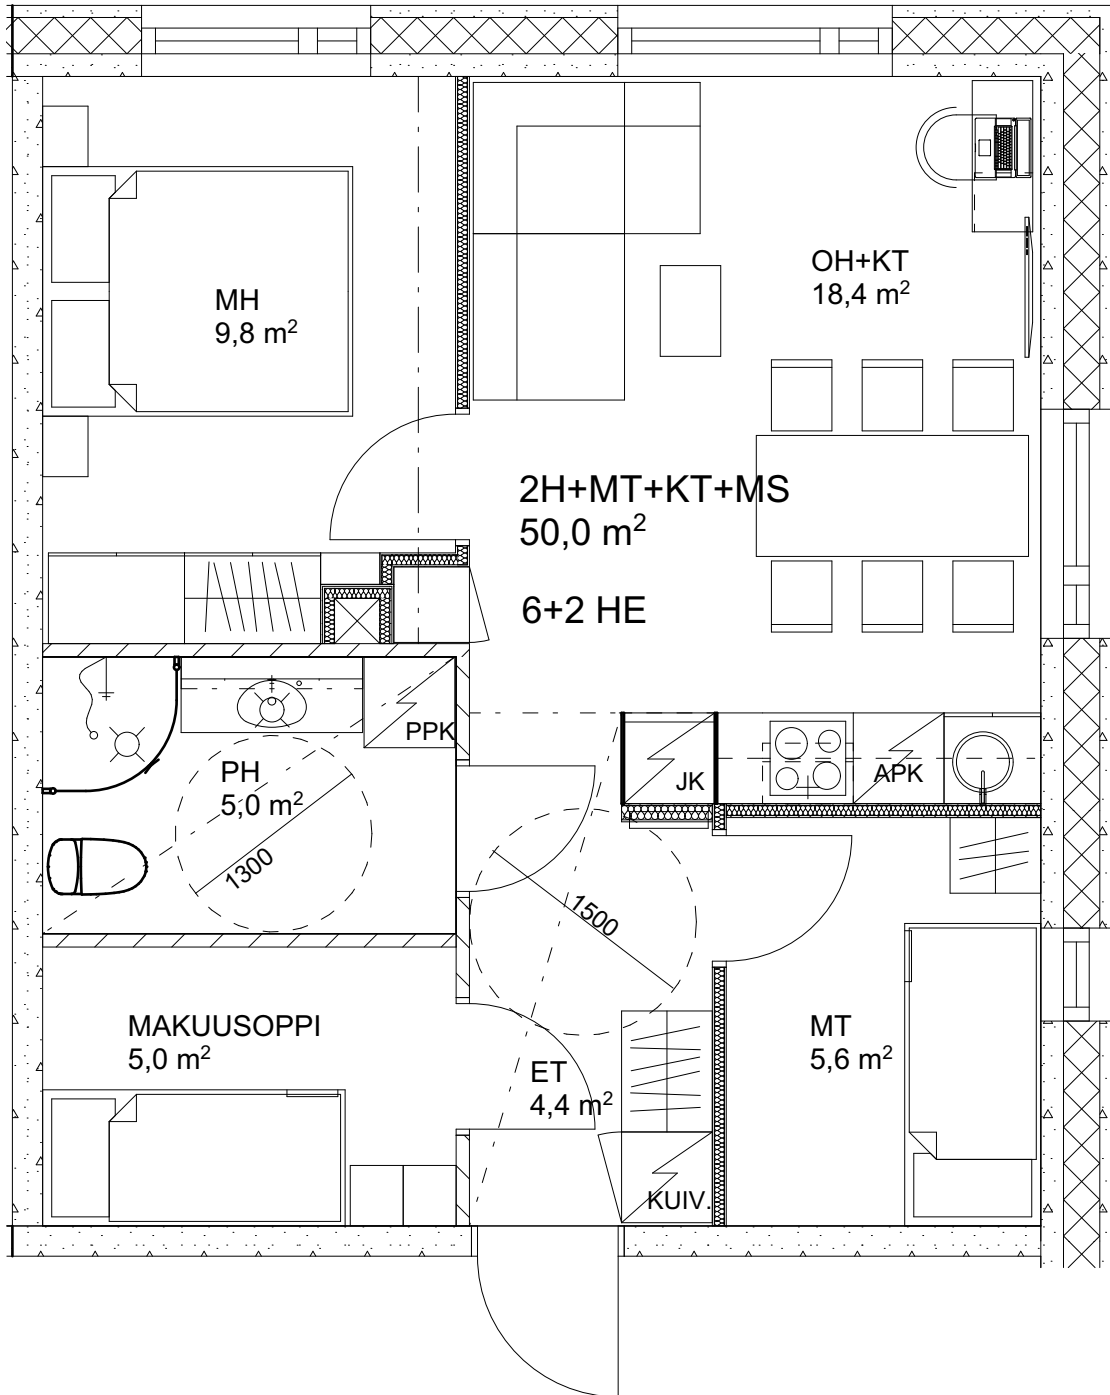 MH
9,8 m²
OH+KT
18,4 m²
2H+MT+KT+MS
50,0 m²
6+2 HE
PPK
PH
5,0 m²
1300
JK
APK
1500
MAKUUSOPPI
5,0 m²
ET
4,4 m²
MT
5,6 m²
KUIV.